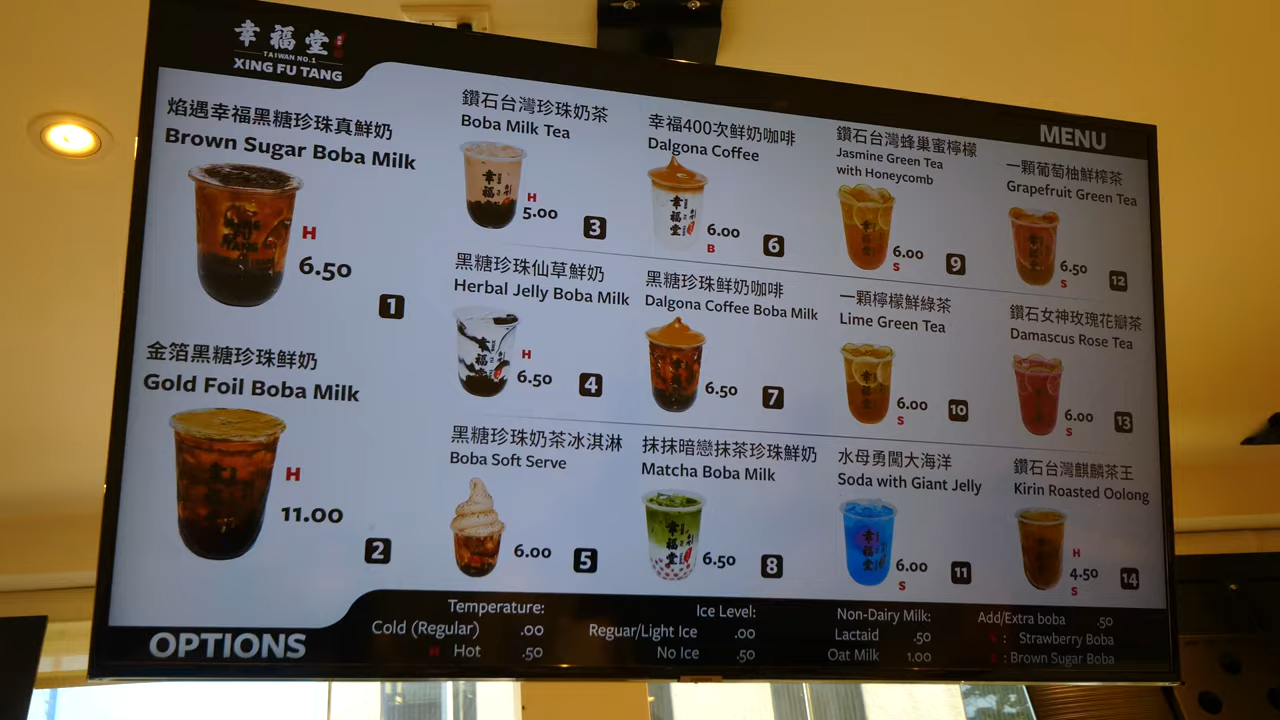 幸福堂
TAIWAN NO.1
XING FU TANG
MENU
焰遇幸福黑糖珍珠真鮮奶
Brown Sugar Boba Milk
H
6.50
1
金箔黑糖珍珠鮮奶
Gold Foil Boba Milk
H
11.00
2
鑽石台灣珍珠奶茶
Boba Milk Tea
H
5.00
3
黑糖珍珠仙草鮮奶
Herbal Jelly Boba Milk
H
6.50
4
黑糖珍珠奶茶冰淇淋
Boba Soft Serve
6.00
5
幸福400次鮮奶咖啡
Dalgona Coffee
6.00
B
6
黑糖珍珠鮮奶咖啡
Dalgona Coffee Boba Milk
6.50
7
抹抹暗戀抹茶珍珠鮮奶
Matcha Boba Milk
6.50
8
鑽石台灣蜂巢蜜檸檬
Jasmine Green Tea
with Honeycomb
6.00
S
9
一顆檸檬鮮綠茶
Lime Green Tea
6.00
S
10
水母勇闖大海洋
Soda with Giant Jelly
6.00
S
11
一顆葡萄柚鮮榨茶
Grapefruit Green Tea
6.50
S
12
鑽石女神玫瑰花瓣茶
Damascus Rose Tea
6.00
S
13
鑽石台灣麒麟茶王
Kirin Roasted Oolong
H
4.50
S
14
OPTIONS
Temperature:
Cold (Regular) .00
H Hot .50
Ice Level:
Reguar/Light Ice .00
No Ice .50
Non-Dairy Milk:
Lactaid .50
Oat Milk 1.00
Add/Extra boba .50
: Strawberry Boba
: Brown Sugar Boba